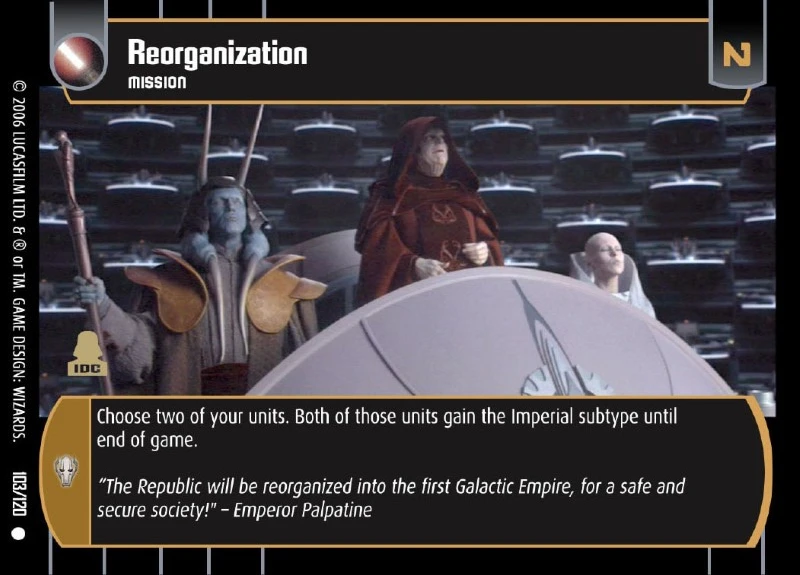 Reorganization
MISSION
2
IDC
Choose two of your units. Both of those units gain the Imperial subtype until
end of game.
“The Republic will be reorganized into the first Galactic Empire, for a safe and
secure society!" – Emperor Palpatine
© 2006 LUCASFILM LTD. & ® or TM. GAME DESIGN: WIZARDS. 103/120